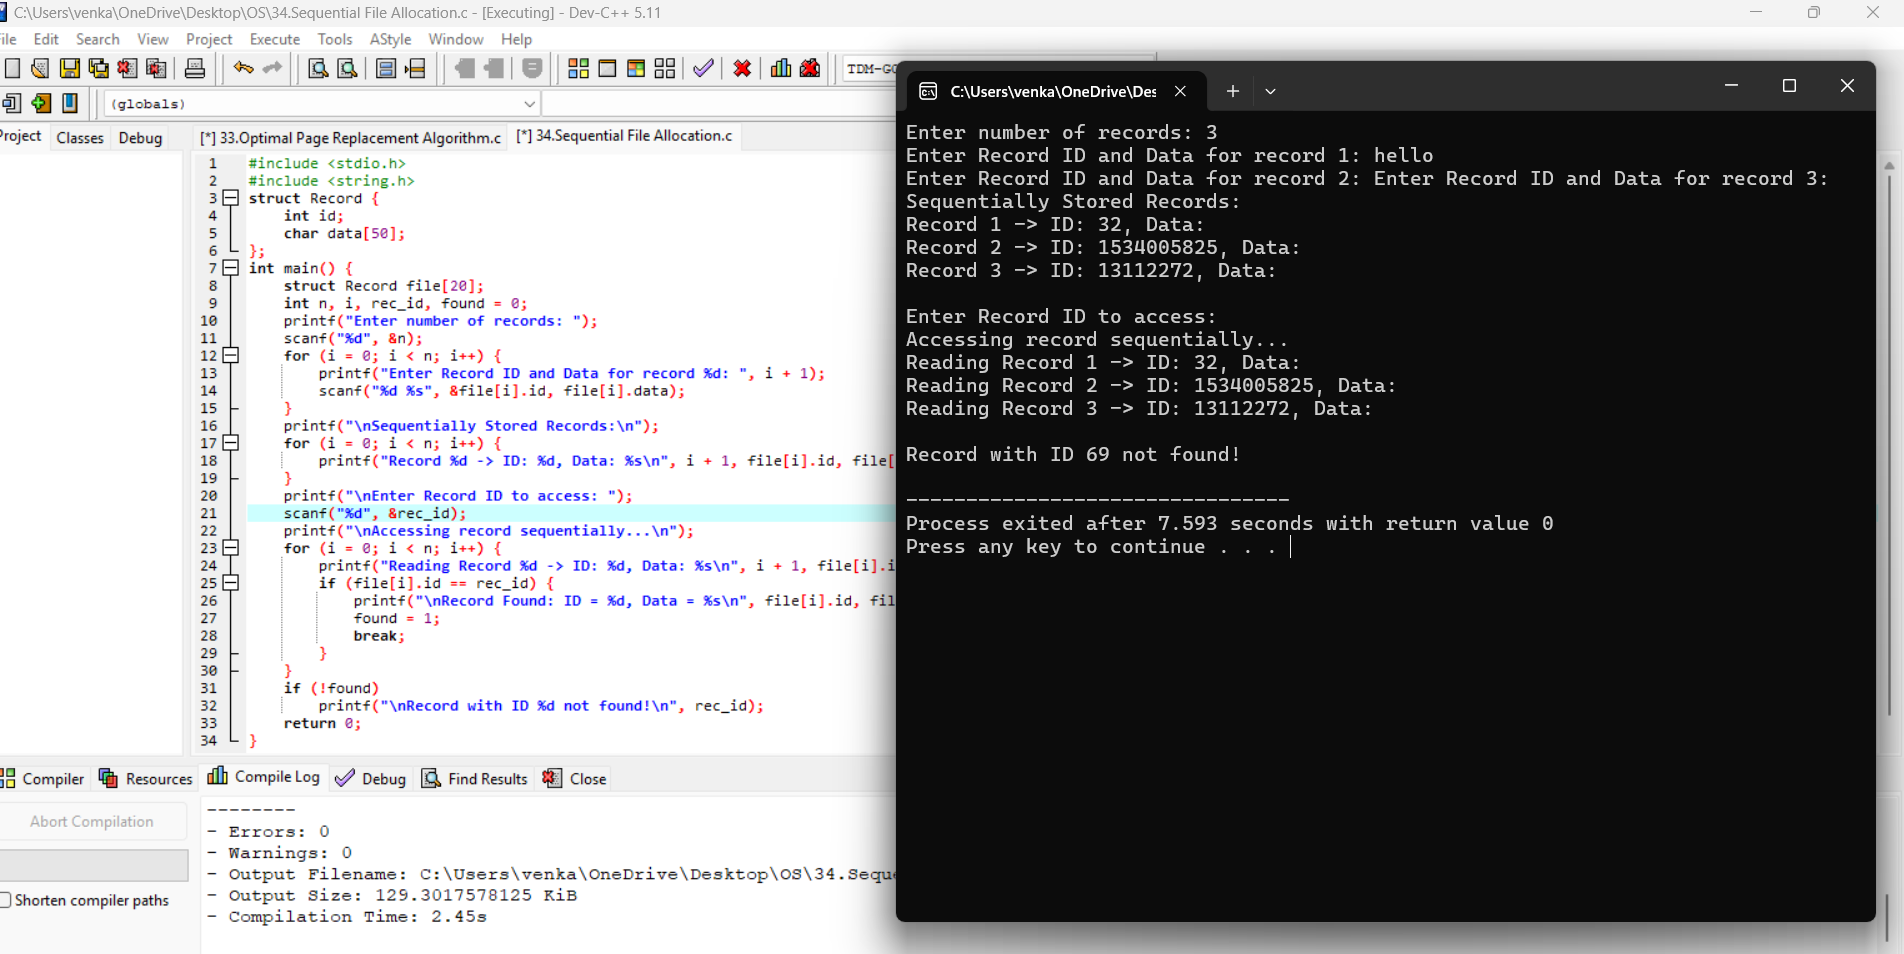 C:\Users\venka\OneDrive\Desktop\OS\34.Sequential File Allocation.c - [Executing] - Dev-C++ 5.11
ile Edit Search View Project Execute Tools AStyle Window Help
TDM-GC
(globals)
Project Classes Debug
[*] 33.Optimal Page Replacement Algorithm.c [*] 34.Sequential File Allocation.c
1 #include <stdio.h>
2 #include <string.h>
3 struct Record {
4 int id;
5 char data[50];
6 };
7 int main() {
8 struct Record file[20];
9 int n, i, rec_id, found = 0;
10 printf("Enter number of records: ");
11 scanf("%d", &n);
12 for (i = 0; i < n; i++) {
13 printf("Enter Record ID and Data for record %d: ", i + 1);
14 scanf("%d %s", &file[i].id, file[i].data);
15 }
16 printf("\nSequentially Stored Records:\n");
17 for (i = 0; i < n; i++) {
18 printf("Record %d -> ID: %d, Data: %s\n", i + 1, file[i].id, file[
19 }
20 printf("\nEnter Record ID to access: ");
21 scanf("%d", &rec_id);
22 printf("\nAccessing record sequentially...\n");
23 for (i = 0; i < n; i++) {
24 printf("Reading Record %d -> ID: %d, Data: %s\n", i + 1, file[i].i
25 if (file[i].id == rec_id) {
26 printf("\nRecord Found: ID = %d, Data = %s\n", file[i].id, fil
27 found = 1;
28 break;
29 }
30 }
31 if (!found)
32 printf("\nRecord with ID %d not found!\n", rec_id);
33 return 0;
34 }
Compiler Resources Compile Log Debug Find Results Close
Abort Compilation
Shorten compiler paths
--------
- Errors: 0
- Warnings: 0
- Output Filename: C:\Users\venka\OneDrive\Desktop\OS\34.Seque
- Output Size: 129.3017578125 KiB
- Compilation Time: 2.45s
C:\Users\venka\OneDrive\Des
Enter number of records: 3
Enter Record ID and Data for record 1: hello
Enter Record ID and Data for record 2: Enter Record ID and Data for record 3:
Sequentially Stored Records:
Record 1 -> ID: 32, Data:
Record 2 -> ID: 1534005825, Data:
Record 3 -> ID: 13112272, Data:
Enter Record ID to access:
Accessing record sequentially...
Reading Record 1 -> ID: 32, Data:
Reading Record 2 -> ID: 1534005825, Data:
Reading Record 3 -> ID: 13112272, Data:
Record with ID 69 not found!
--------------------------------
Process exited after 7.593 seconds with return value 0
Press any key to continue . . .